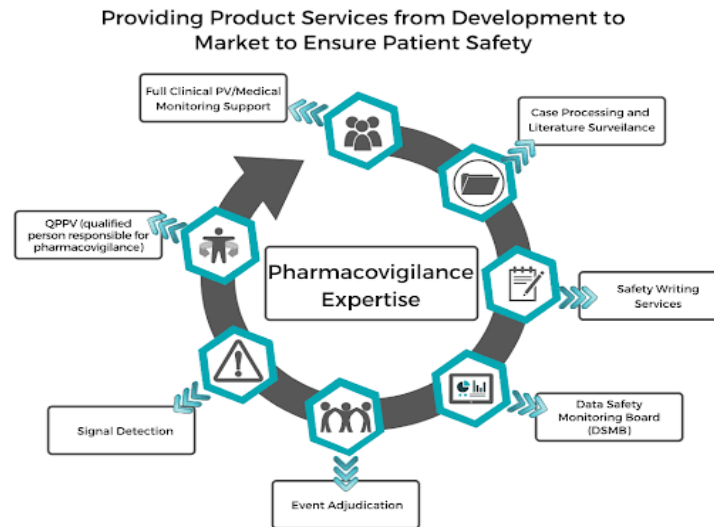 Providing Product Services from Development to
Market to Ensure Patient Safety
Full Clinical PV/Medical
Monitoring Support
Case Processing and
Literature Surveilance
QPPV (qualified
person responsible for
pharmacovigilance)
Pharmacovigilance
Expertise
Safety Writing
Services
Signal Detection
Data Safety
Monitoring Board
(DSMB)
Event Adjudication